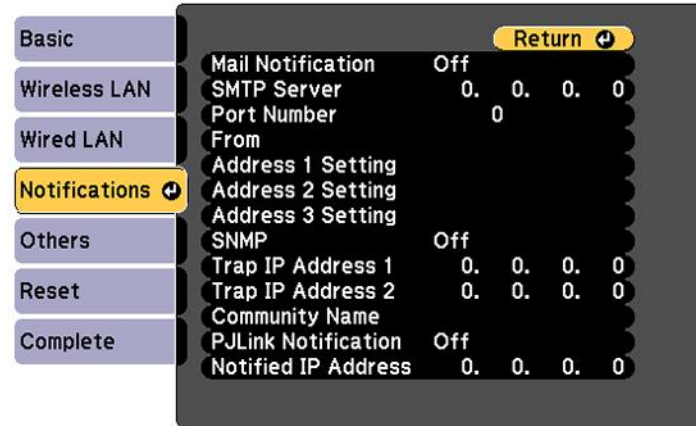 Basic
Wireless LAN
Wired LAN
Notifications
Others
Reset
Complete
Return
Mail Notification Off
SMTP Server 0. 0. 0. 0
Port Number 0
From
Address 1 Setting
Address 2 Setting
Address 3 Setting
SNMP Off
Trap IP Address 1 0. 0. 0. 0
Trap IP Address 2 0. 0. 0. 0
Community Name
PJLink Notification Off
Notified IP Address 0. 0. 0. 0